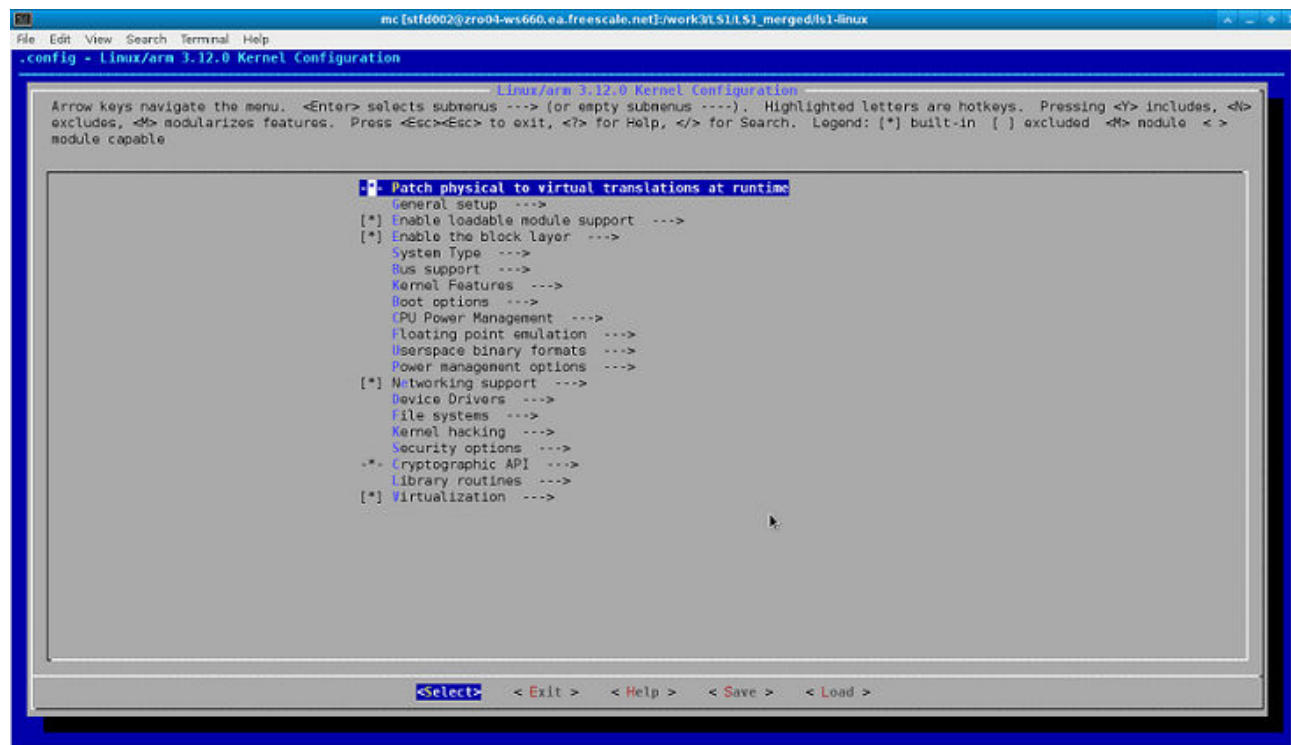 mc [stfd002@zro04-ws660.ea.freescale.net]:/work3/LS1/LS1_merged/ls1-linux
File Edit View Search Terminal Help
.config - Linux/arm 3.12.0 Kernel Configuration
Linux/arm 3.12.0 Kernel Configuration
Arrow keys navigate the menu. <Enter> selects submenus ---> (or empty submenus ----). Highlighted letters are hotkeys. Pressing <Y> includes, <N>
excludes, <M> modularizes features. Press <Esc><Esc> to exit, <?> for Help, </> for Search. Legend: [*] built-in [ ] excluded <M> module < >
module capable
-*- Patch physical to virtual translations at runtime
General setup --->
[*] Enable loadable module support --->
[*] Enable the block layer --->
System Type --->
Bus support --->
Kernel Features --->
Boot options --->
CPU Power Management --->
Floating point emulation --->
Userspace binary formats --->
Power management options --->
[*] Networking support --->
Device Drivers --->
File systems --->
Kernel hacking --->
Security options --->
-*- Cryptographic API --->
Library routines --->
[*] Virtualization --->
<Select> < Exit > < Help > < Save > < Load >